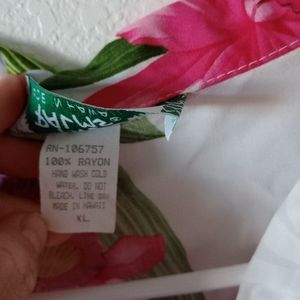 RN-106757
100% RAYON
HAND WASH COLD
WATER. DO NOT
BLEACH. LINE DRY
MADE IN HAWAII
XL